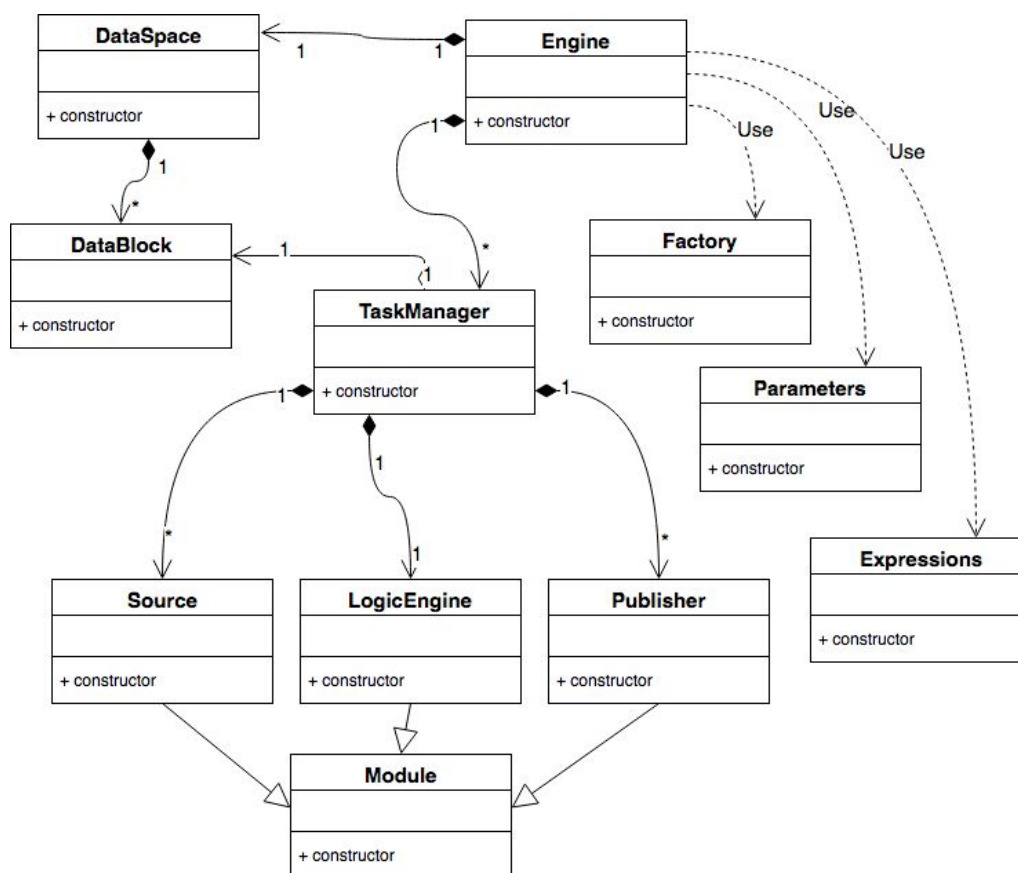 DataSpace
+ constructor
1
1
Engine
+ constructor
1
*
1
*
Use
Use
Use
DataBlock
+ constructor
1
1
TaskManager
+ constructor
1
*
1
1
1
*
Factory
+ constructor
Parameters
+ constructor
Expressions
+ constructor
Source
+ constructor
LogicEngine
+ constructor
Publisher
+ constructor
Module
+ constructor